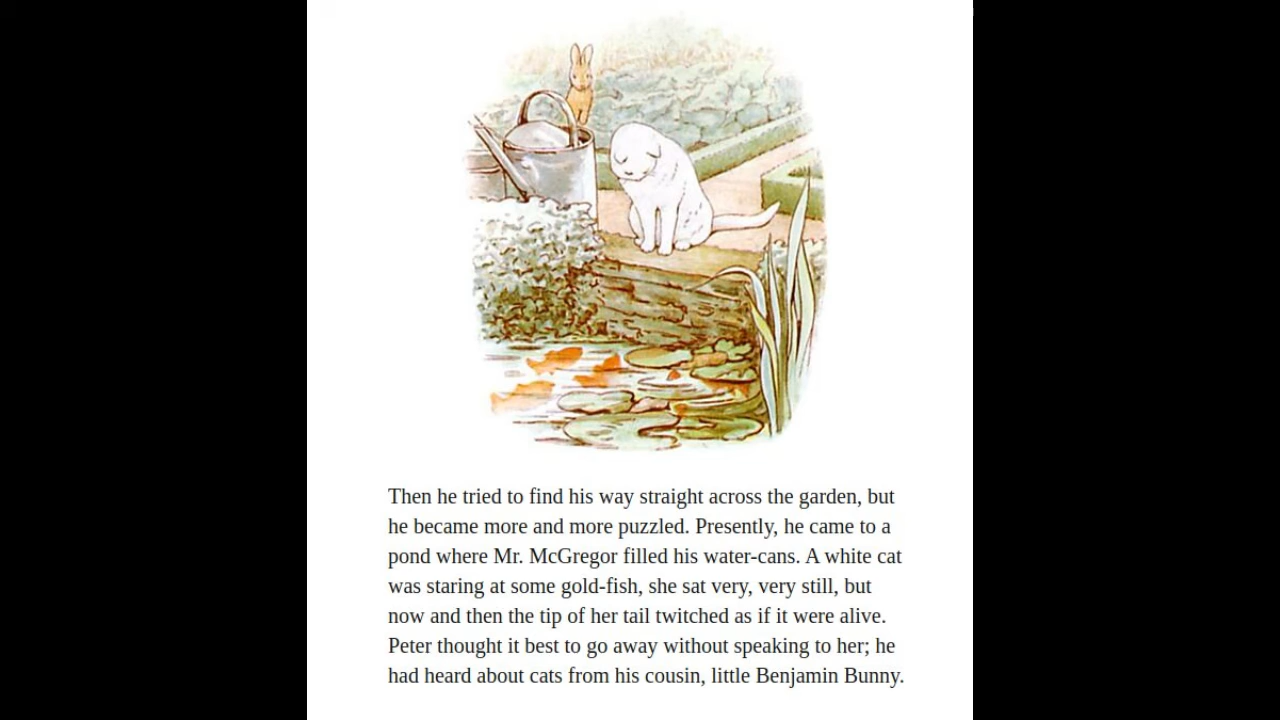 Then he tried to find his way straight across the garden, but
he became more and more puzzled. Presently, he came to a
pond where Mr. McGregor filled his water-cans. A white cat
was staring at some gold-fish, she sat very, very still, but
now and then the tip of her tail twitched as if it were alive.
Peter thought it best to go away without speaking to her; he
had heard about cats from his cousin, little Benjamin Bunny.